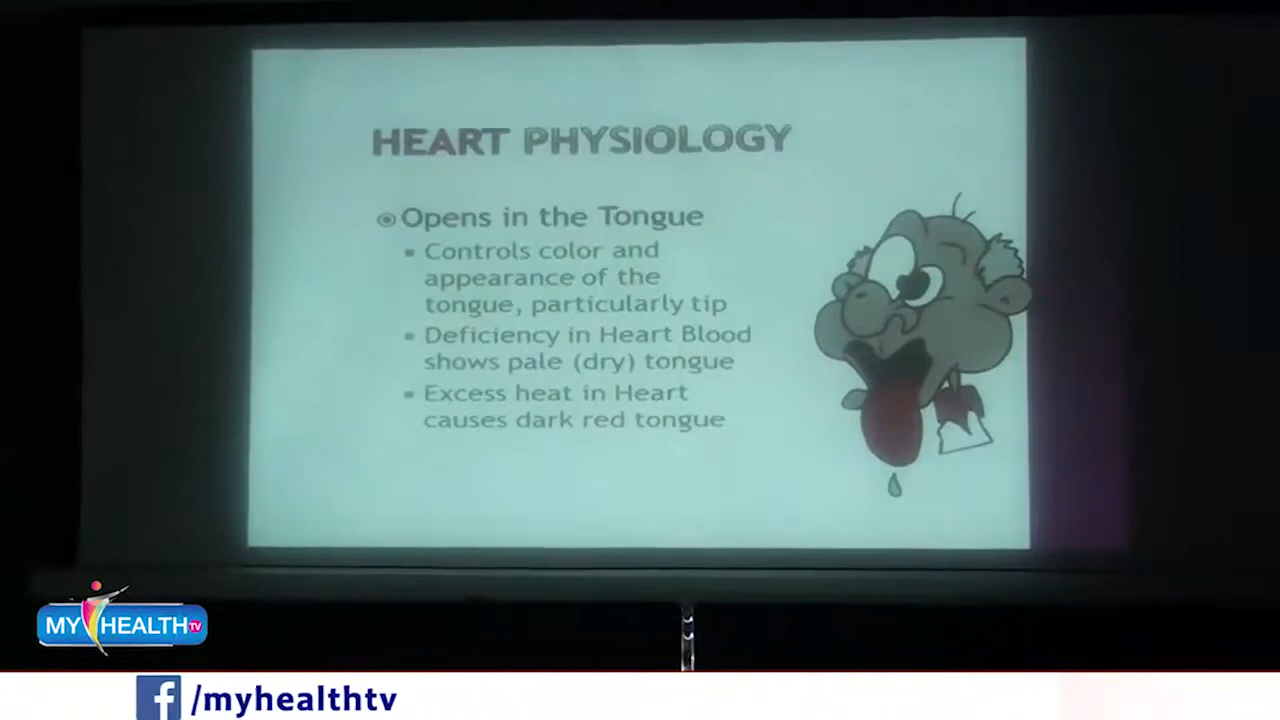 HEART PHYSIOLOGY
Opens in the Tongue
Controls color and
appearance of the
tongue, particularly tip
Deficiency in Heart Blood
shows pale (dry) tongue
Excess heat in Heart
causes dark red tongue
MY HEALTH TV
f /myhealthtv